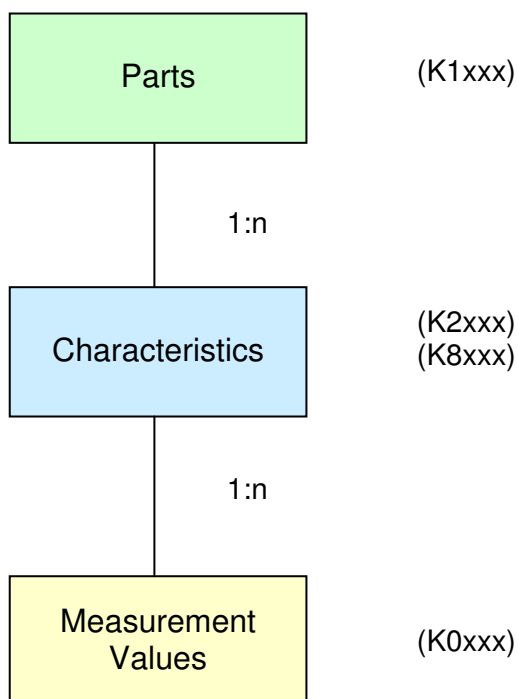 Parts
(K1xxx)
1:n
Characteristics
(K2xxx)
(K8xxx)
1:n
Measurement
Values
(K0xxx)